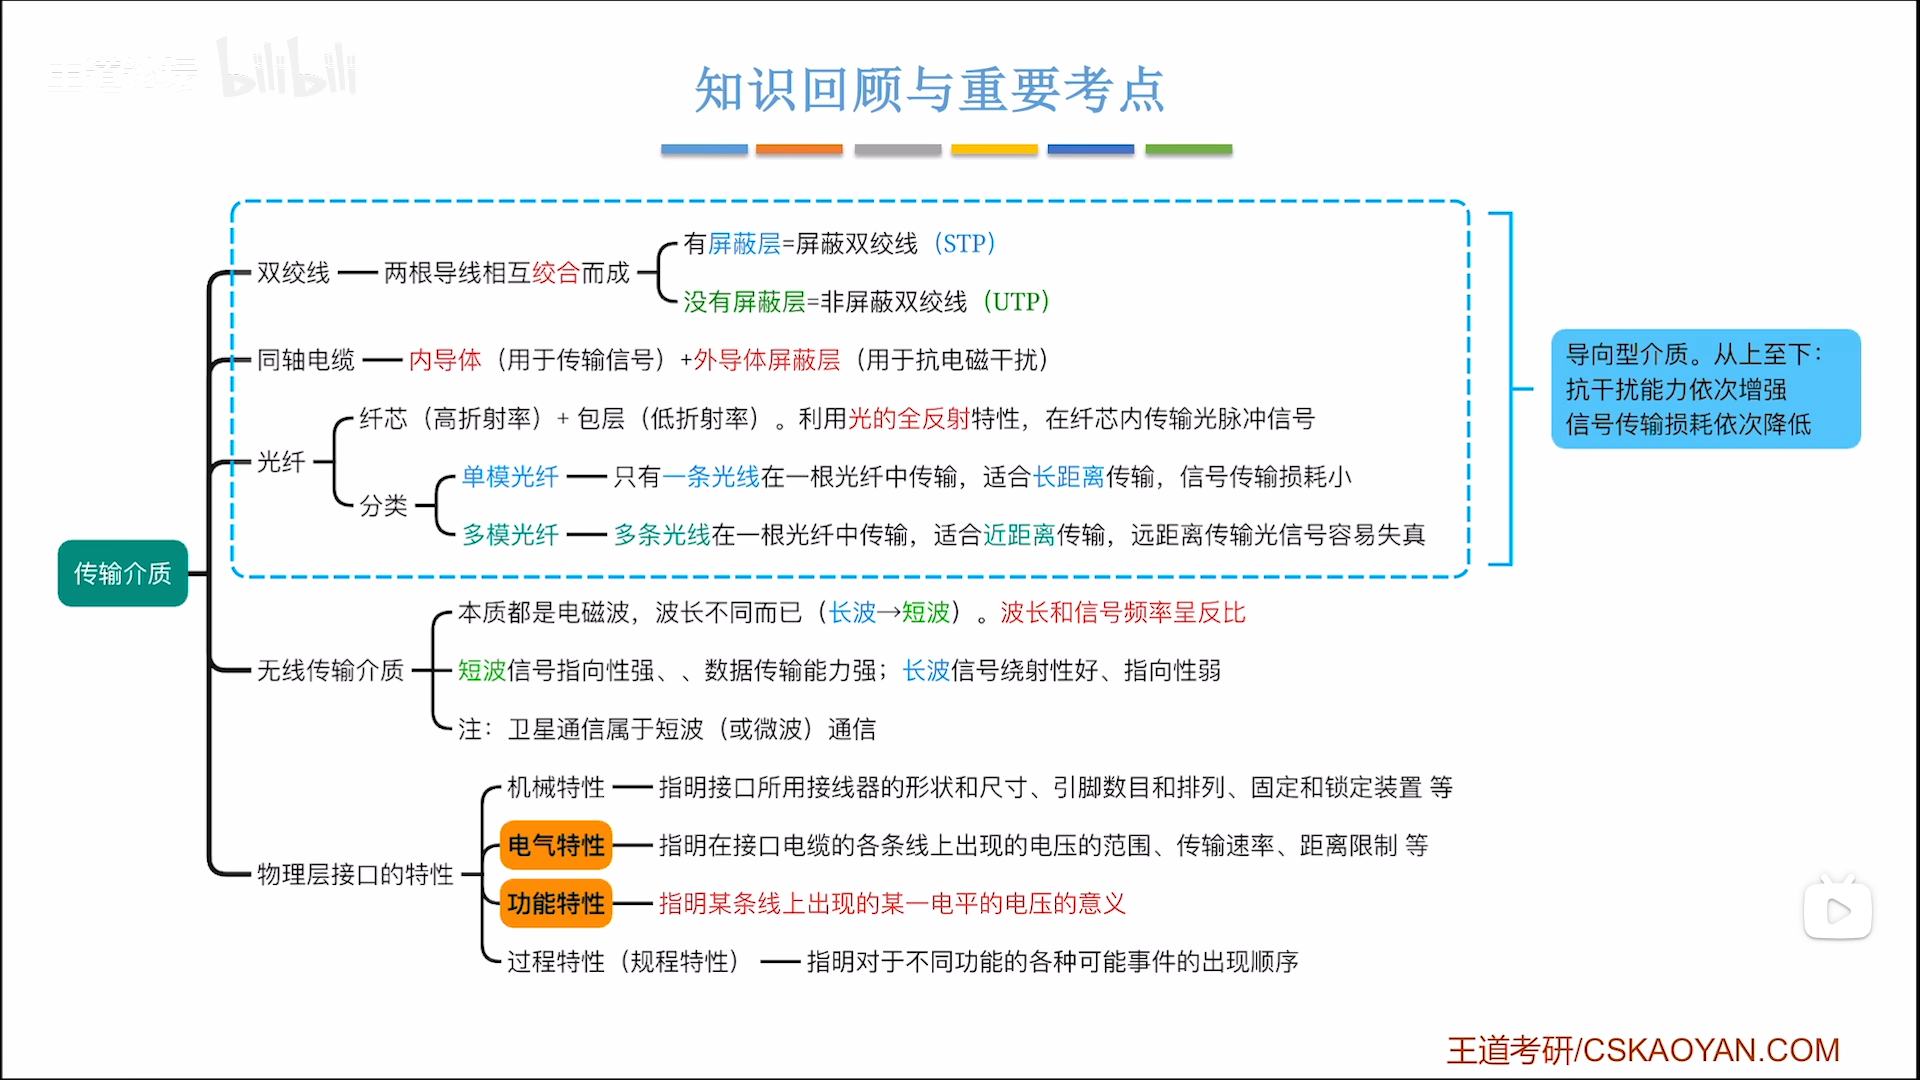 王道论坛 bilibili
知识回顾与重要考点
双绞线
两根导线相互绞合而成
有屏蔽层=屏蔽双绞线（STP）
没有屏蔽层=非屏蔽双绞线（UTP）
同轴电缆
内导体（用于传输信号）+外导体屏蔽层（用于抗电磁干扰）
光纤
纤芯（高折射率）+ 包层（低折射率）。利用光的全反射特性，在纤芯内传输光脉冲信号
分类
单模光纤
只有一条光线在一根光纤中传输，适合长距离传输，信号传输损耗小
多模光纤
多条光线在一根光纤中传输，适合近距离传输，远距离传输光信号容易失真
导向型介质。从上至下：
抗干扰能力依次增强
信号传输损耗依次降低
传输介质
无线传输介质
本质都是电磁波，波长不同而已（长波→短波）。波长和信号频率呈反比
短波信号指向性强、、数据传输能力强；长波信号绕射性好、指向性弱
注：卫星通信属于短波（或微波）通信
物理层接口的特性
机械特性
指明接口所用接线器的形状和尺寸、引脚数目和排列、固定和锁定装置 等
电气特性
指明在接口电缆的各条线上出现的电压的范围、传输速率、距离限制 等
功能特性
指明某条线上出现的某一电平的电压的意义
过程特性（规程特性）
指明对于不同功能的各种可能事件的出现顺序
王道考研/CSKAOYAN.COM